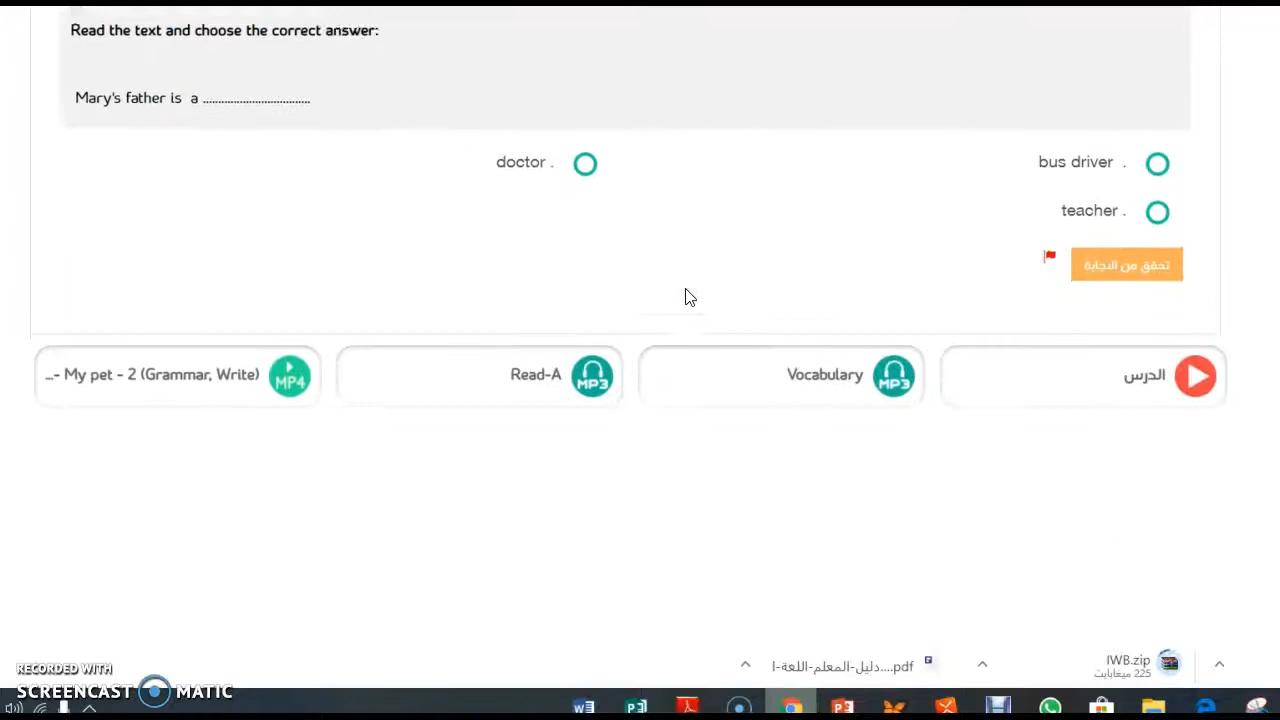 Read the text and choose the correct answer:
Mary's father is a ..................................
doctor .
bus driver .
teacher .
تحقق من الاجابة
...- My pet - 2 (Grammar, Write)
MP4
Read-A
MP3
Vocabulary
MP3
الدرس
دليل-المعلم-اللغة-ا....pdf
IWB.zip
225 ميغابايت
RECORDED WITH
SCREENCAST MATIC